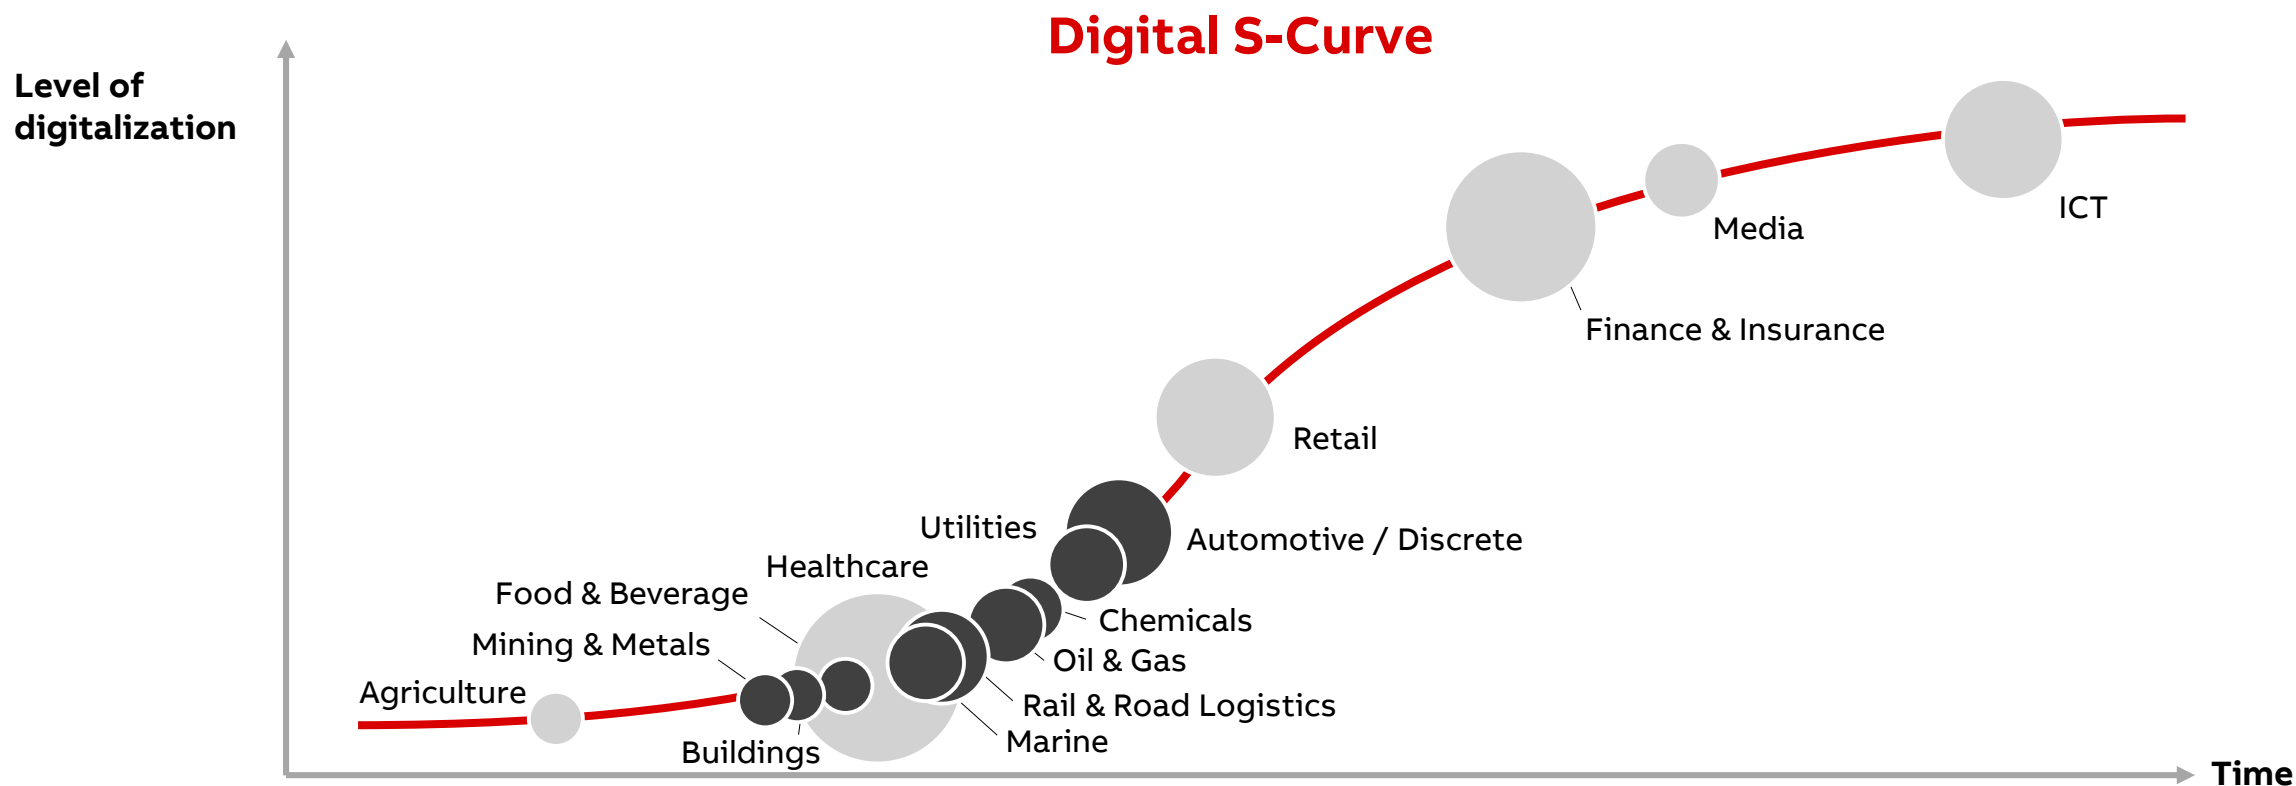 Digital S-Curve
Level of
digitalization
ICT
Media
Finance & Insurance
Retail
Utilities
Automotive / Discrete
Healthcare
Food & Beverage
Chemicals
Mining & Metals
Oil & Gas
Agriculture
Rail & Road Logistics
Marine
Buildings
Time